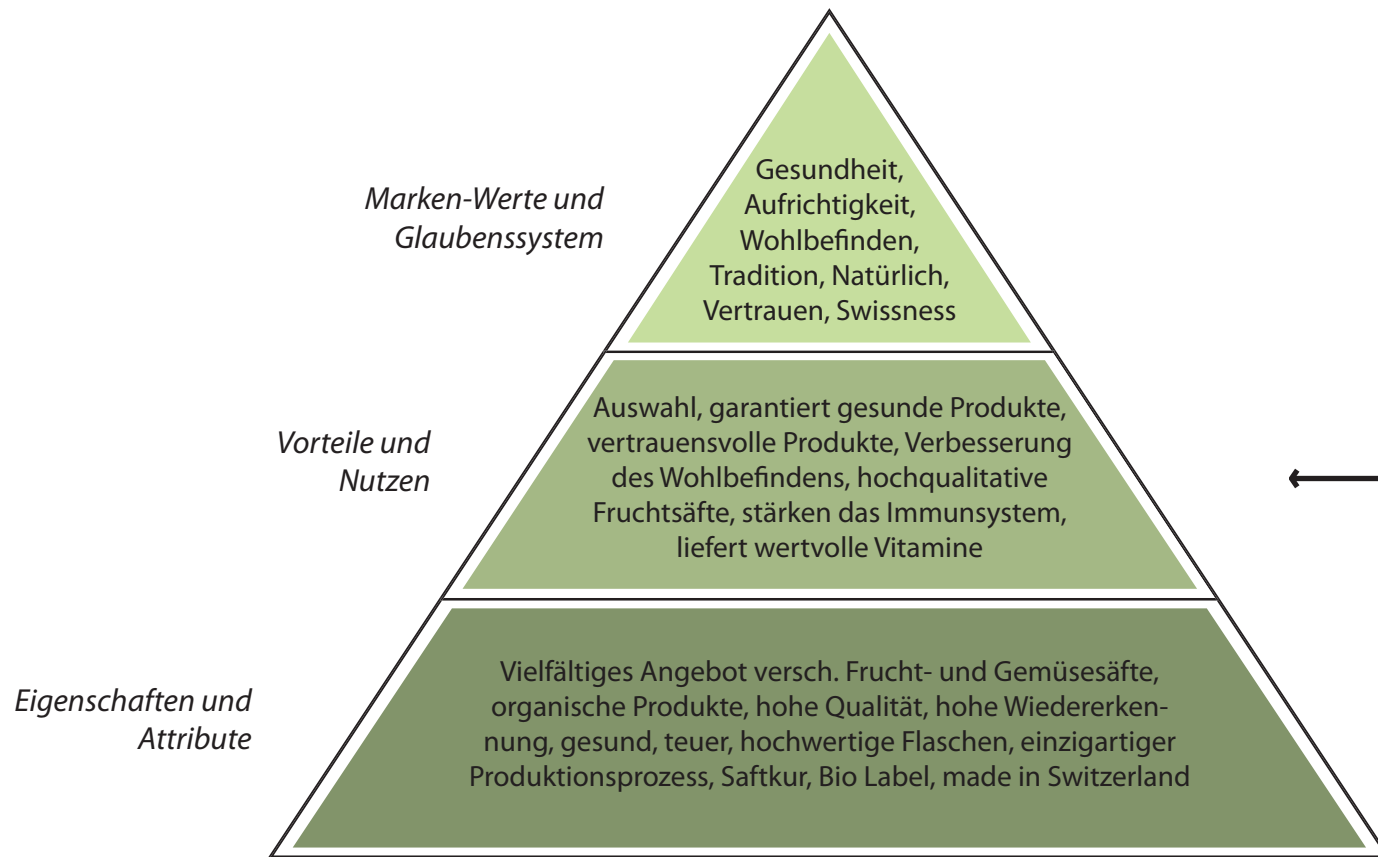 Marken-Werte und
Glaubenssystem
Gesundheit,
Aufrichtigkeit,
Wohlbefinden,
Tradition, Natürlich,
Vertrauen, Swissness
Vorteile und
Nutzen
Auswahl, garantiert gesunde Produkte,
vertrauensvolle Produkte, Verbesserung
des Wohlbefindens, hochqualitative
Fruchtsäfte, stärken das Immunsystem,
liefert wertvolle Vitamine
Eigenschaften und
Attribute
Vielfältiges Angebot versch. Frucht- und Gemüsesäfte,
organische Produkte, hohe Qualität, hohe Wiedererken-
nung, gesund, teuer, hochwertige Flaschen, einzigartiger
Produktionsprozess, Saftkur, Bio Label, made in Switzerland